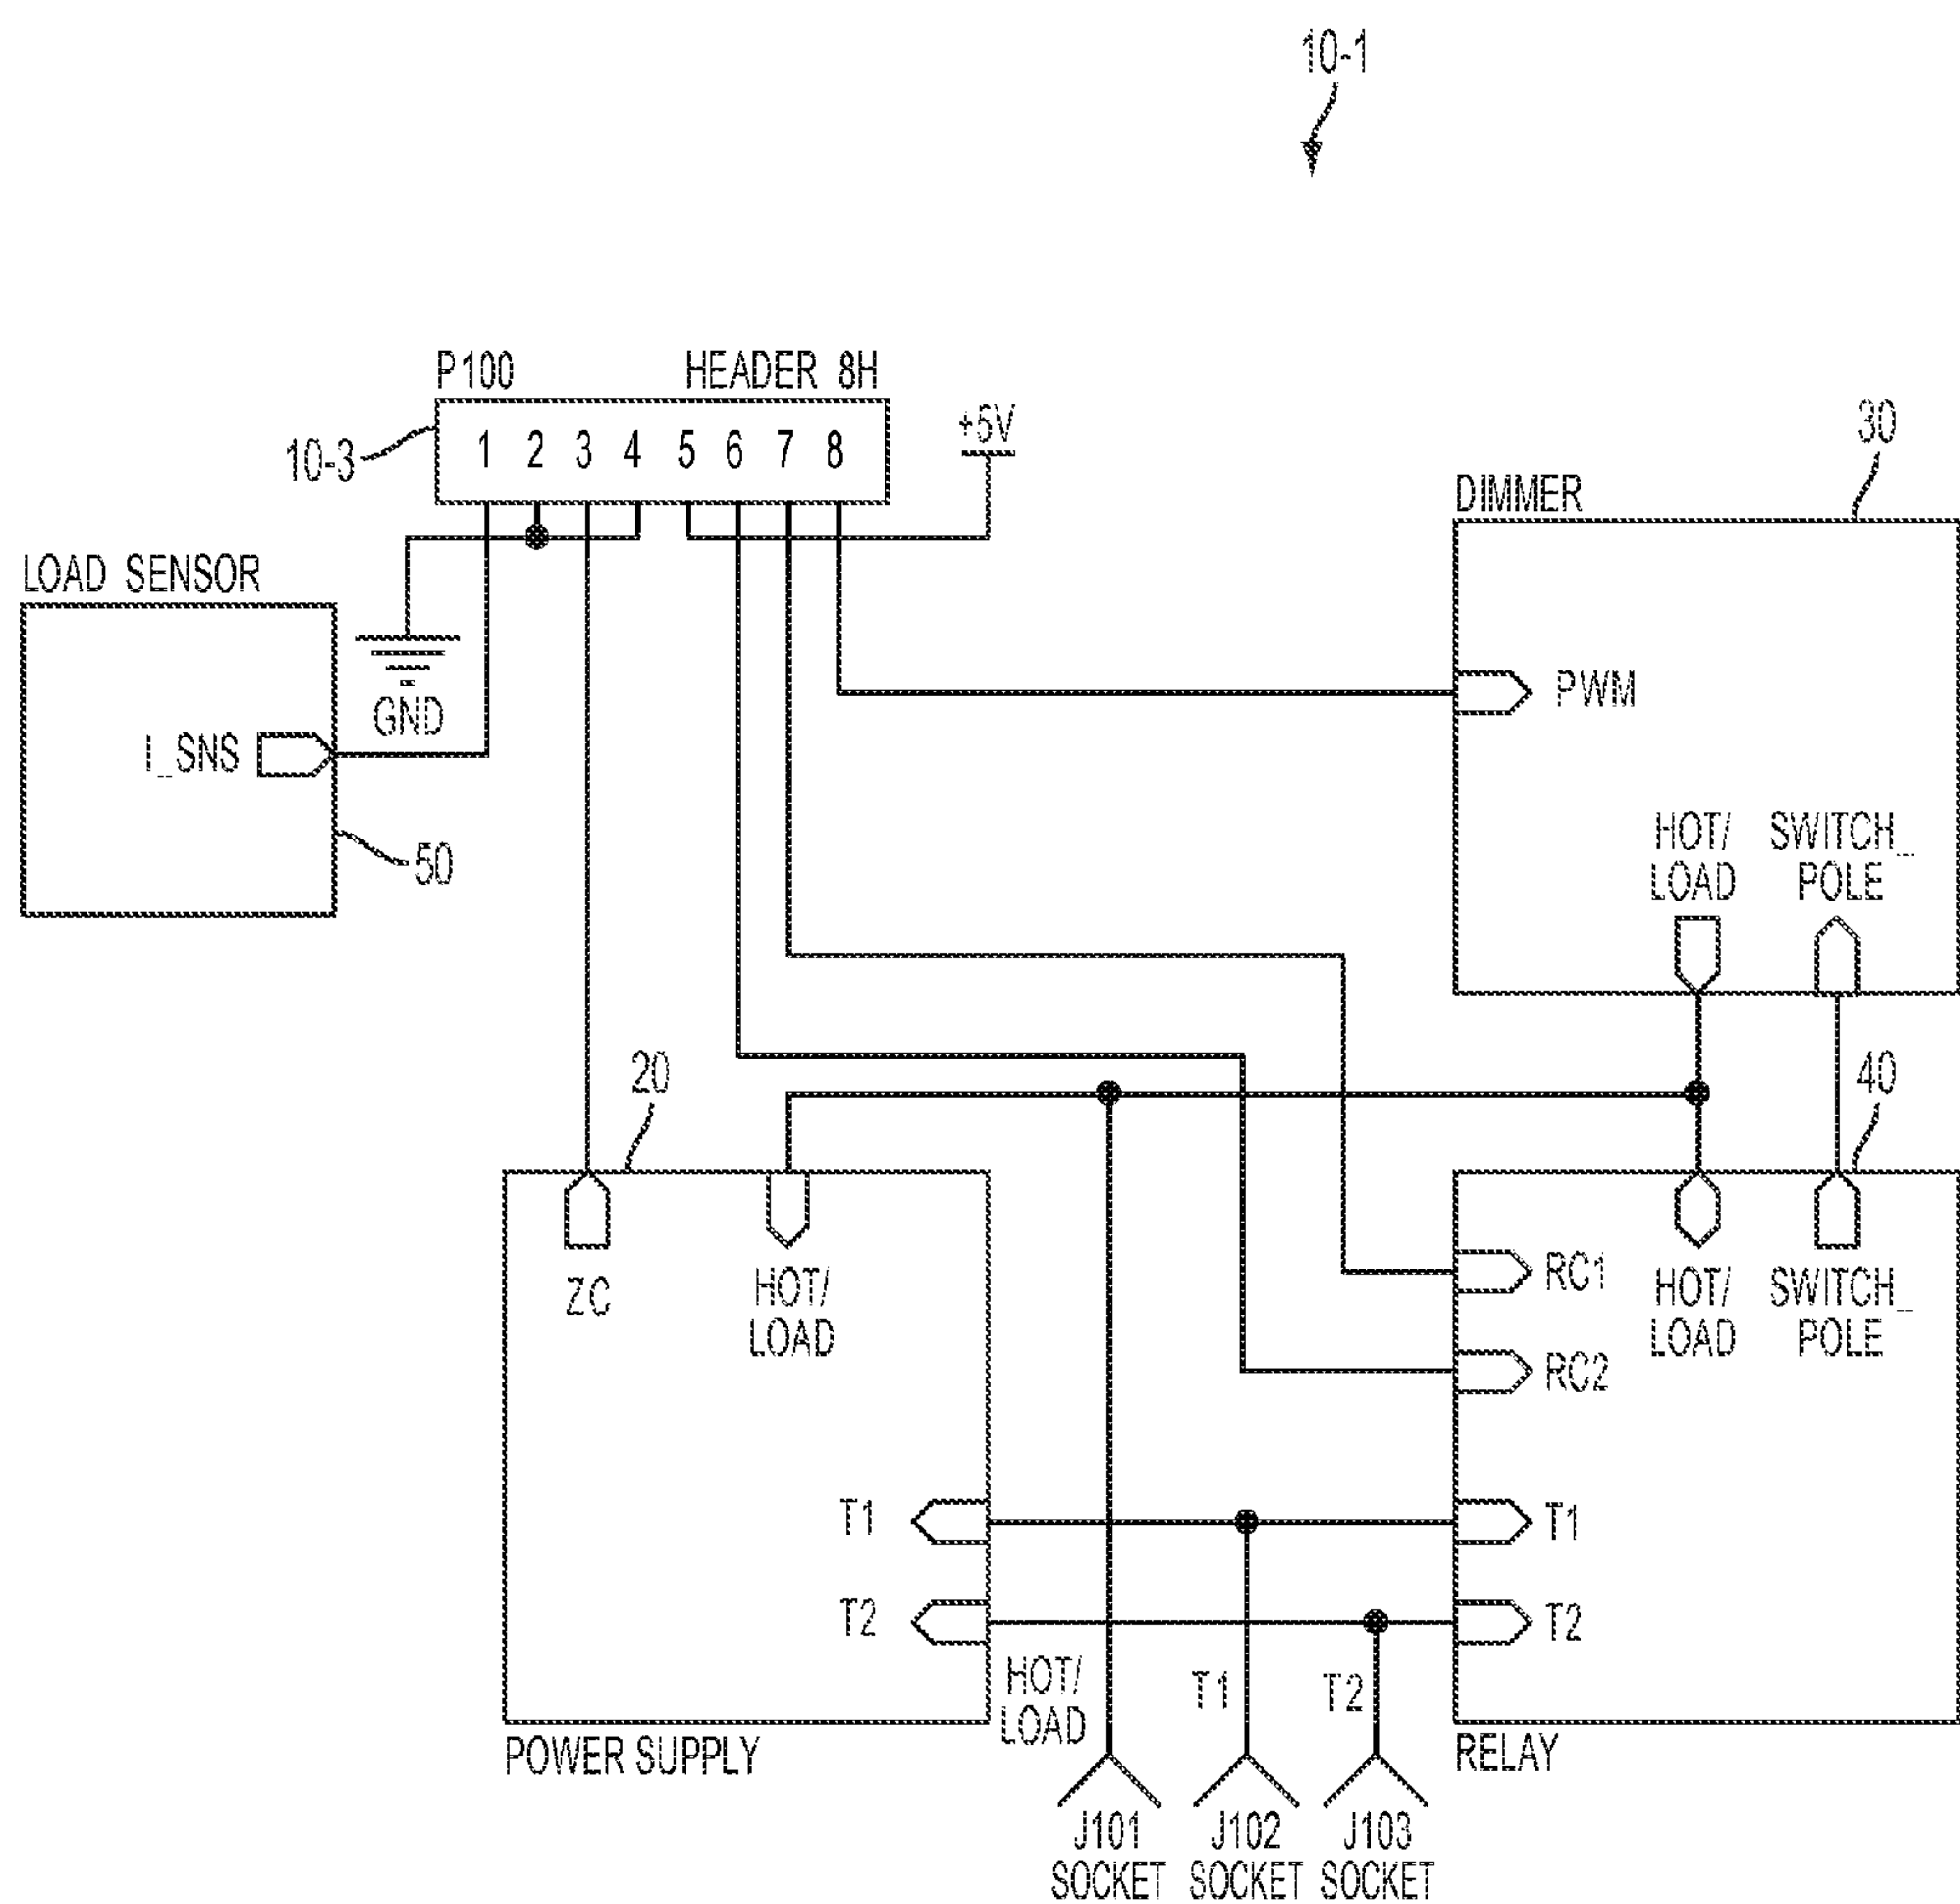 10-1
P100 HEADER 8H
10-3
1 2 3 4 5 6 7 8
+5V
30
DIMMER
LOAD SENSOR
GND
I_SNS
50
PWM
HOT/
LOAD
SWITCH_
POLE
20
40
ZC
HOT/
LOAD
RC1
RC2
HOT/
LOAD
SWITCH_
POLE
T1
T2
T1
T2
HOT/
LOAD
T1
T2
POWER SUPPLY
RELAY
J101
SOCKET
J102
SOCKET
J103
SOCKET